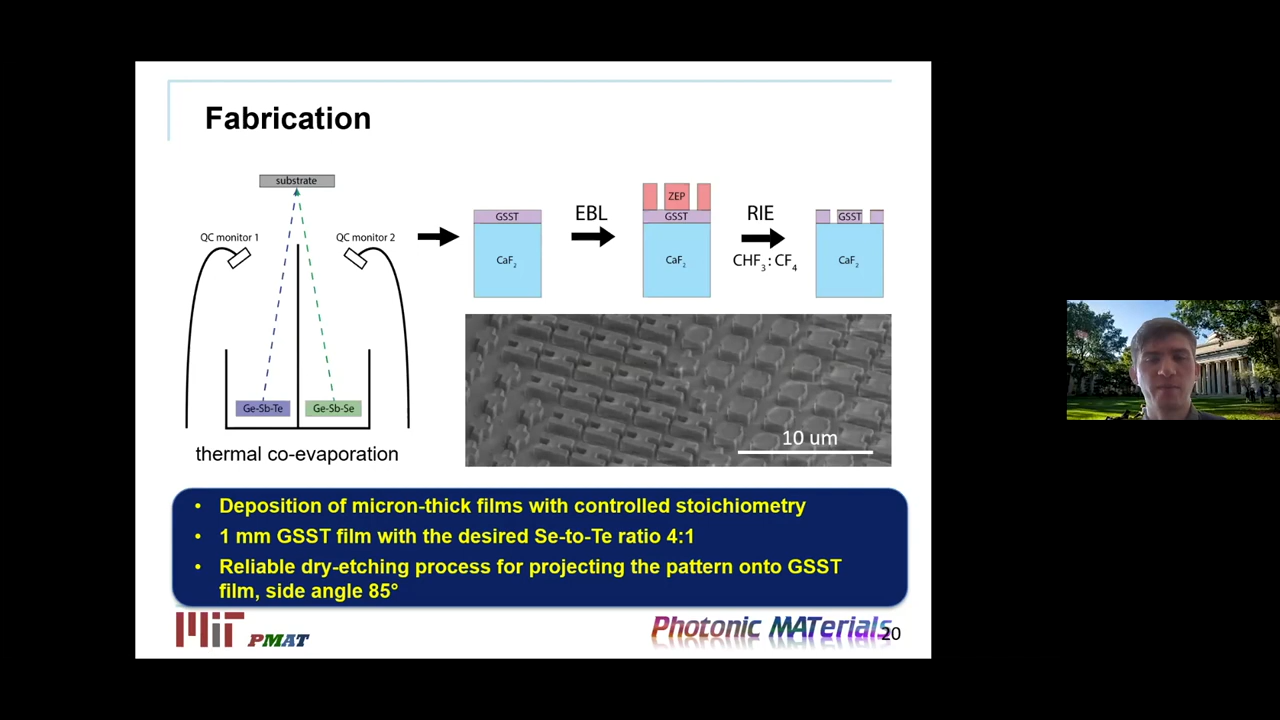 Fabrication
substrate
QC monitor 1
QC monitor 2
Ge-Sb-Te
Ge-Sb-Se
thermal co-evaporation
GSST
CaF2
EBL
ZEP
GSST
CaF2
RIE
CHF3:CF4
GSST
CaF2
10 um
• Deposition of micron-thick films with controlled stoichiometry
• 1 mm GSST film with the desired Se-to-Te ratio 4:1
• Reliable dry-etching process for projecting the pattern onto GSST
film, side angle 85°
MIT PMAT
Photonic MATerials
20